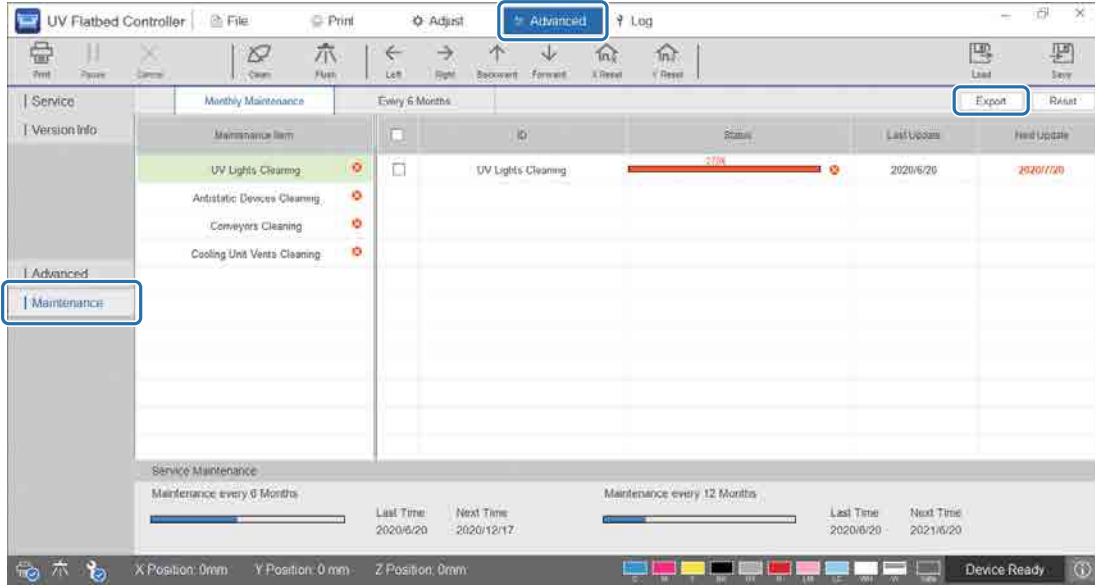 UV Flatbed Controller File Print Adjust Advanced Log
Print Pause Cancel Clean Flush Left Right Backward Forward X Reset Y Reset Load Save
Service Monthly Maintenance Every 6 Months Export Reset
Version Info Maintenance Item ID Status Last Update Next Update
UV Lights Cleaning UV Lights Cleaning 2020/6/20 2020/7/20
Antistatic Devices Cleaning
Conveyors Cleaning
Cooling Unit Vents Cleaning
Advanced
Maintenance
Service Maintenance
Maintenance every 6 Months Maintenance every 12 Months
Last Time Next Time Last Time Next Time
2020/6/20 2020/12/17 2020/6/20 2021/6/20
X Position: 0mm Y Position: 0 mm Z Position: 0mm Device Ready
C M Y BK R LM LC WH